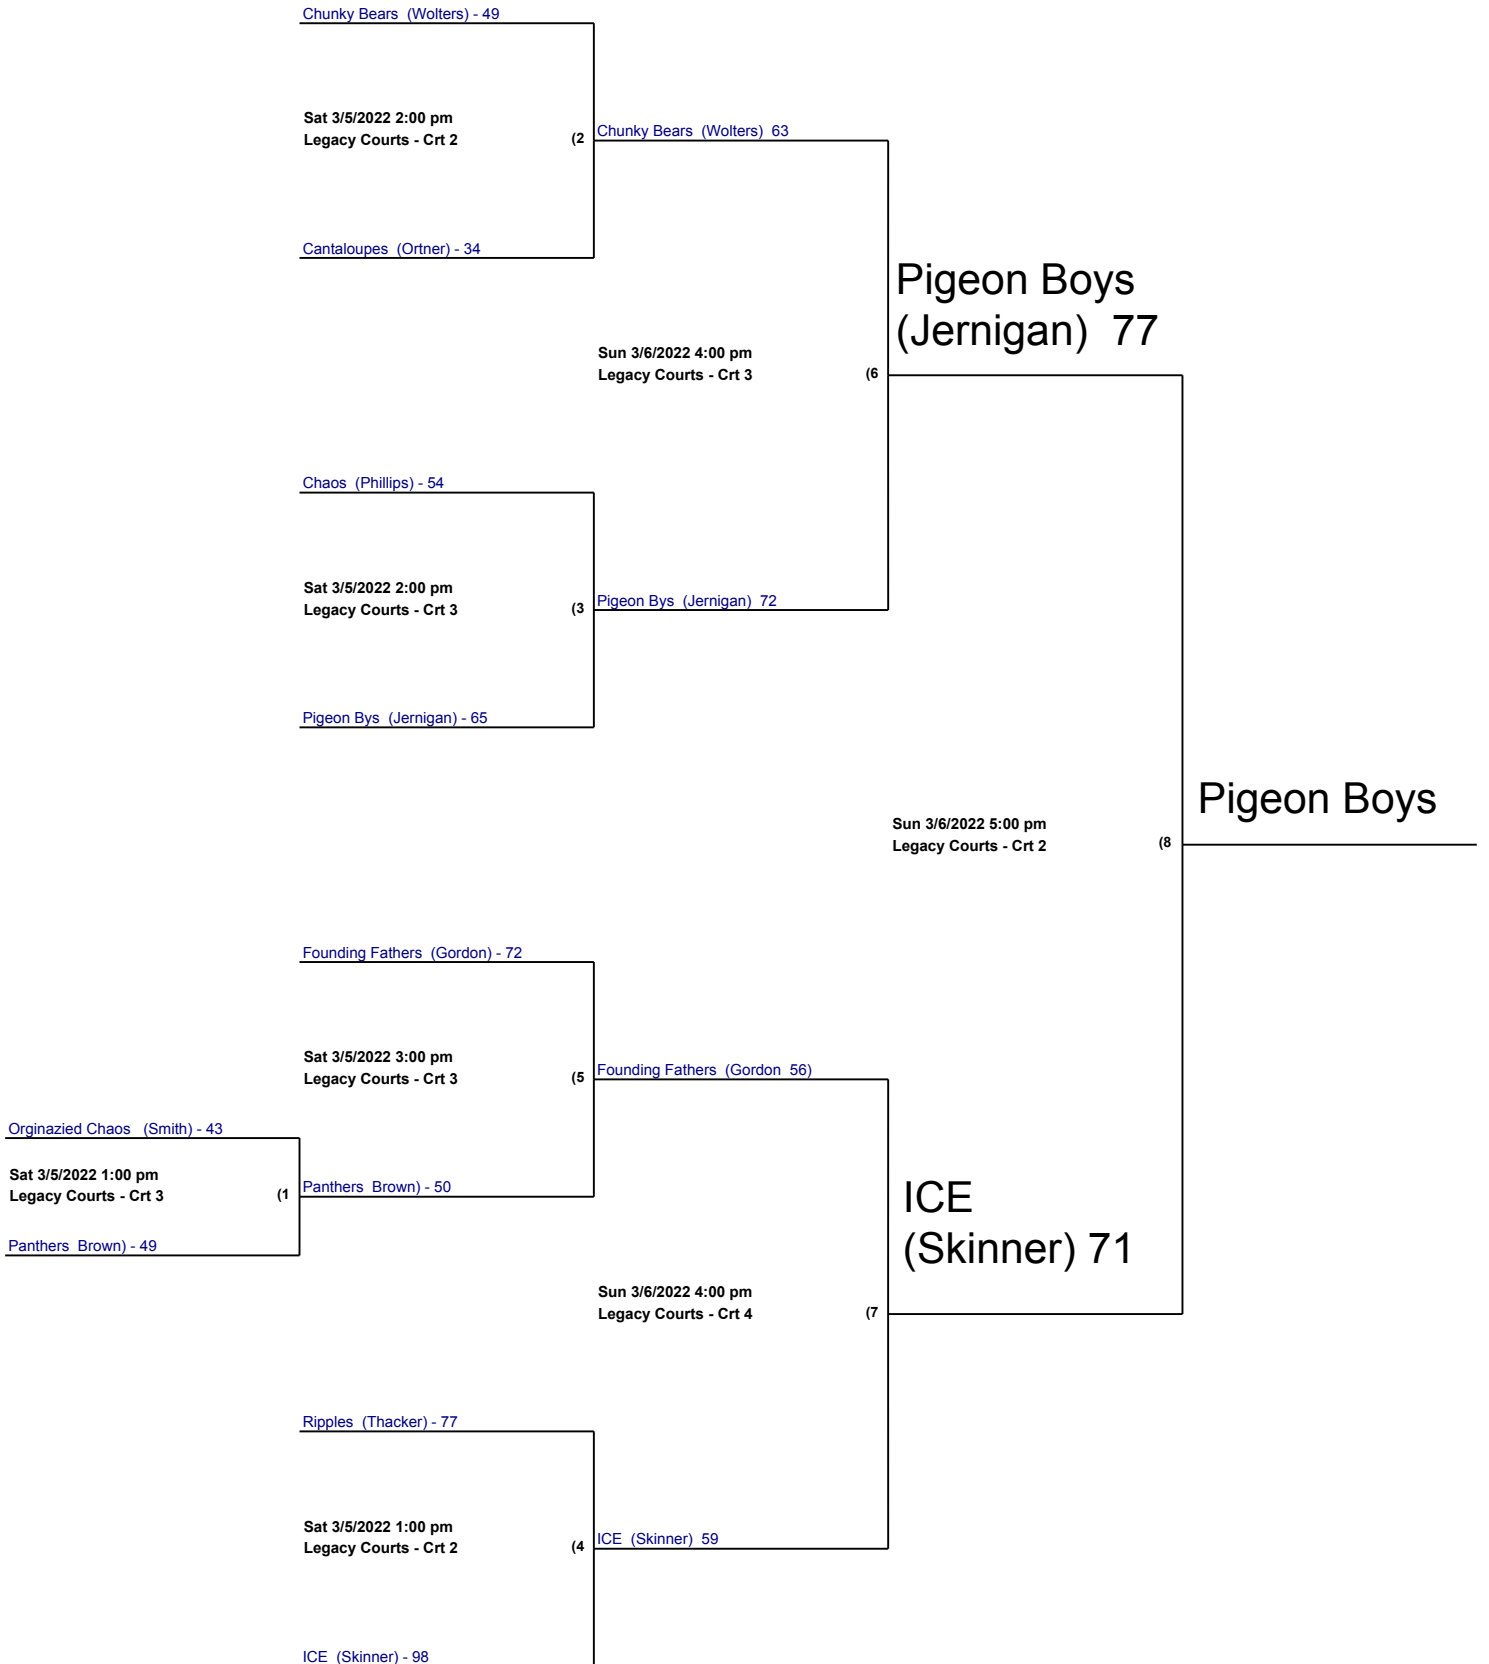 Chunky Bears (Wolters) - 49
Sat 3/5/2022 2:00 pm
Legacy Courts - Crt 2
(2
Chunky Bears (Wolters) 63
Cantaloupes (Ortner) - 34
Pigeon Boys
(Jernigan) 77
Sun 3/6/2022 4:00 pm
Legacy Courts - Crt 3
(6
Chaos (Phillips) - 54
Sat 3/5/2022 2:00 pm
Legacy Courts - Crt 3
(3
Pigeon Bys (Jernigan) 72
Pigeon Bys (Jernigan) - 65
Pigeon Boys
Sun 3/6/2022 5:00 pm
Legacy Courts - Crt 2
(8
Founding Fathers (Gordon) - 72
Sat 3/5/2022 3:00 pm
Legacy Courts - Crt 3
(5
Founding Fathers (Gordon 56)
Orginazied Chaos (Smith) - 43
Sat 3/5/2022 1:00 pm
Legacy Courts - Crt 3
(1
Panthers Brown) - 50
Panthers Brown) - 49
ICE
(Skinner) 71
Sun 3/6/2022 4:00 pm
Legacy Courts - Crt 4
(7
Ripples (Thacker) - 77
Sat 3/5/2022 1:00 pm
Legacy Courts - Crt 2
(4
ICE (Skinner) 59
ICE (Skinner) - 98